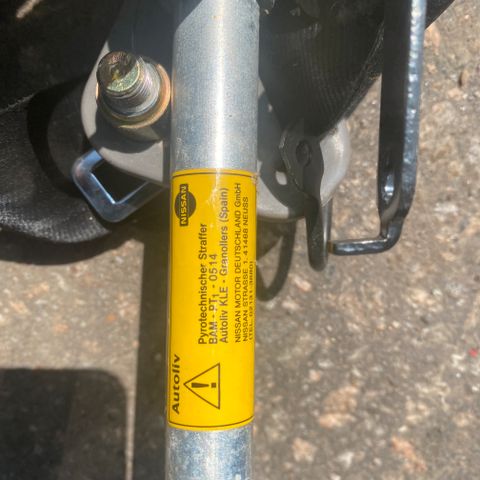 NISSAN
Pyrotechnischer Straffer
BAM - PT₁ - 0514
Autoliv KLE - Granollers (Spain)
NISSAN MOTOR DEUTSCHLAND GmbH
NISSAN STRASSE 1, 41468 NEUSS
Autoliv